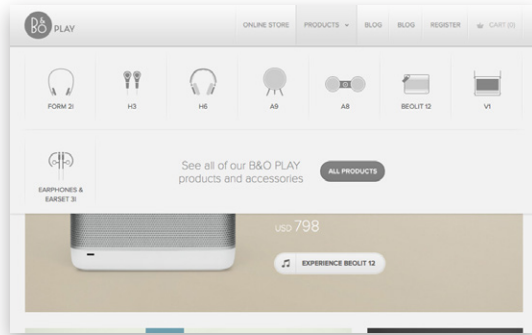 B&O PLAY
ONLINE STORE PRODUCTS BLOG BLOG REGISTER CART (0)
FORM 2i H3 H6 A9 A8 BEOLIT 12 V1
EARPHONES &
EARSET 3i
See all of our B&O PLAY
products and accessories
ALL PRODUCTS
USD 798
EXPERIENCE BEOLIT 12